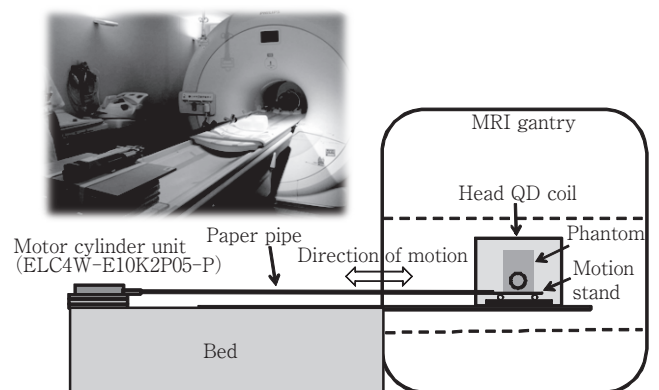 MRI gantry
Head QD coil
Phantom
Motor cylinder unit
(ELC4W-E10K2P05-P)
Paper pipe
Direction of motion
Motion
stand
Bed